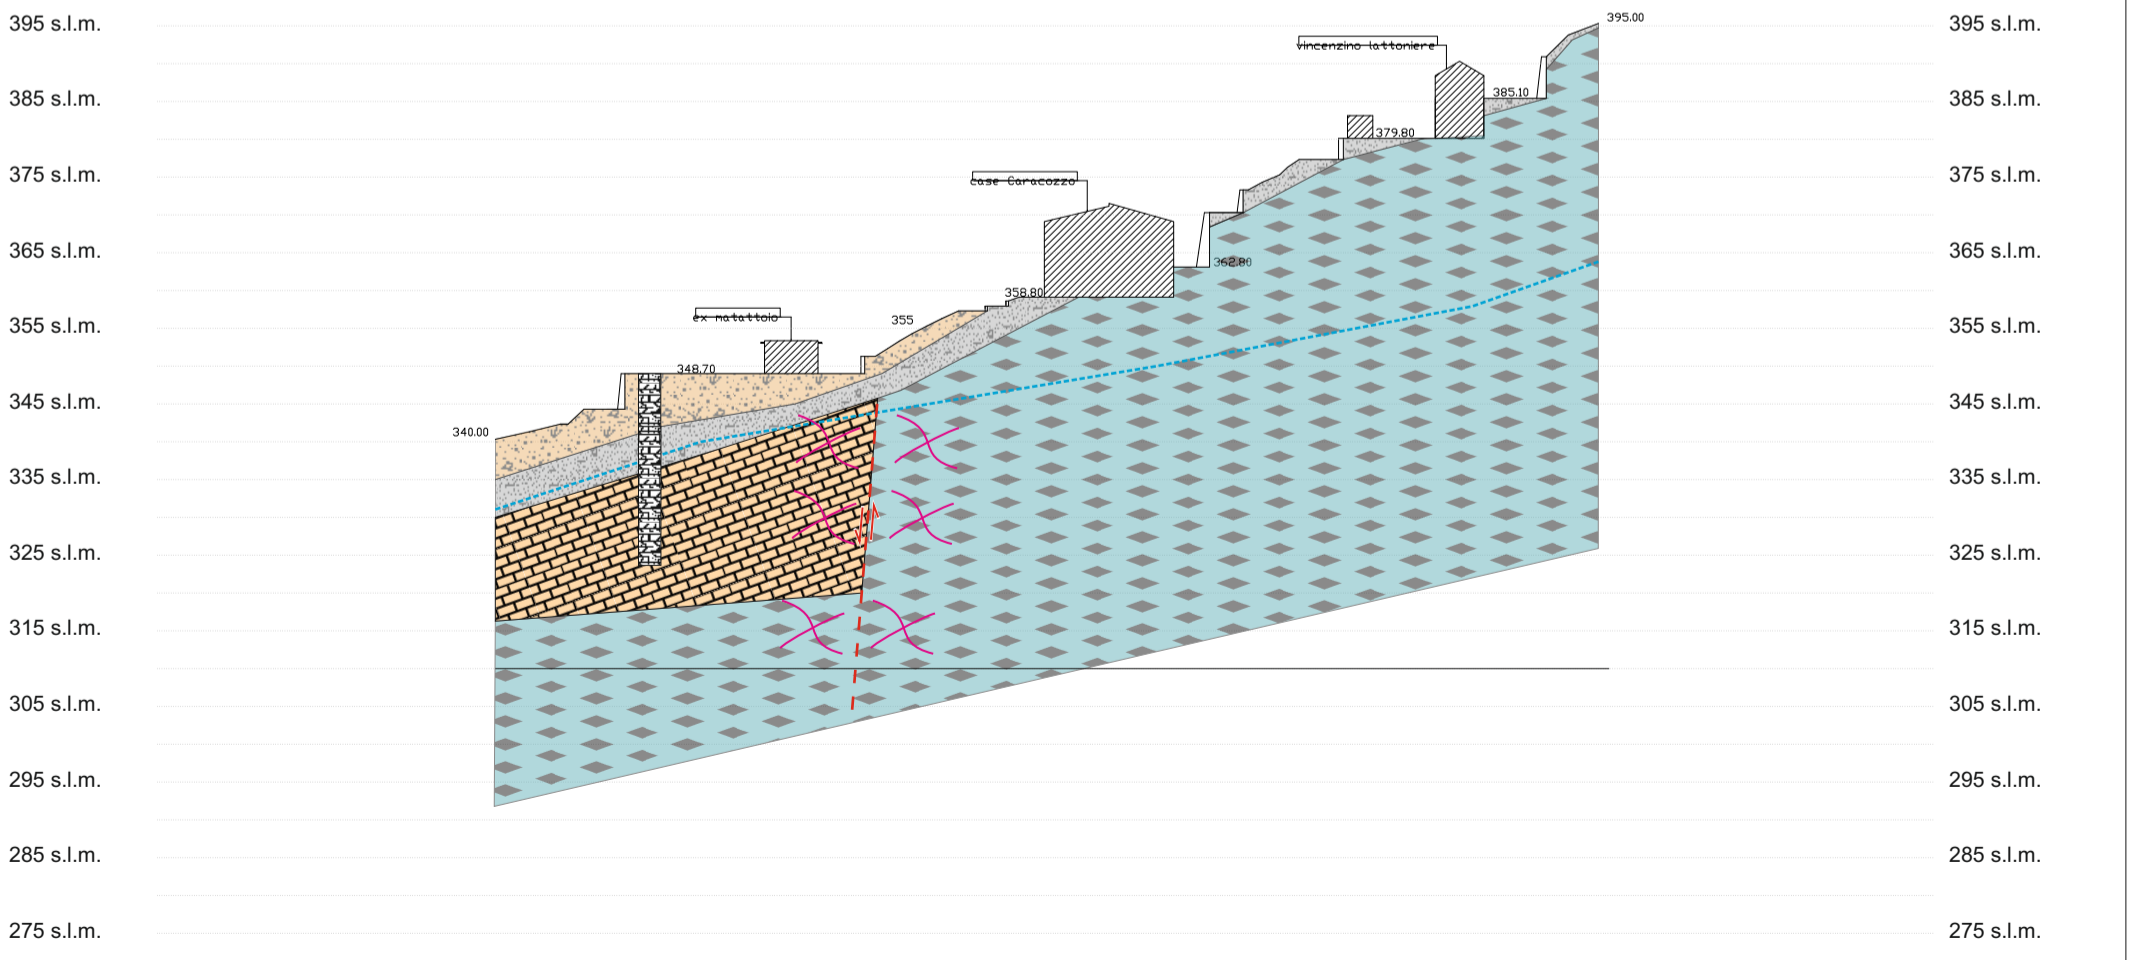 395 s.l.m.
395.00
395 s.l.m.
vincenzino lattoniere
385 s.l.m.
385.10
385 s.l.m.
379.80
375 s.l.m.
case Caracozzo
375 s.l.m.
365 s.l.m.
362.80
365 s.l.m.
358.80
355 s.l.m.
ex matattoio
355
355 s.l.m.
348.70
345 s.l.m.
345 s.l.m.
340.00
335 s.l.m.
335 s.l.m.
325 s.l.m.
325 s.l.m.
315 s.l.m.
315 s.l.m.
305 s.l.m.
305 s.l.m.
295 s.l.m.
295 s.l.m.
285 s.l.m.
285 s.l.m.
275 s.l.m.
275 s.l.m.